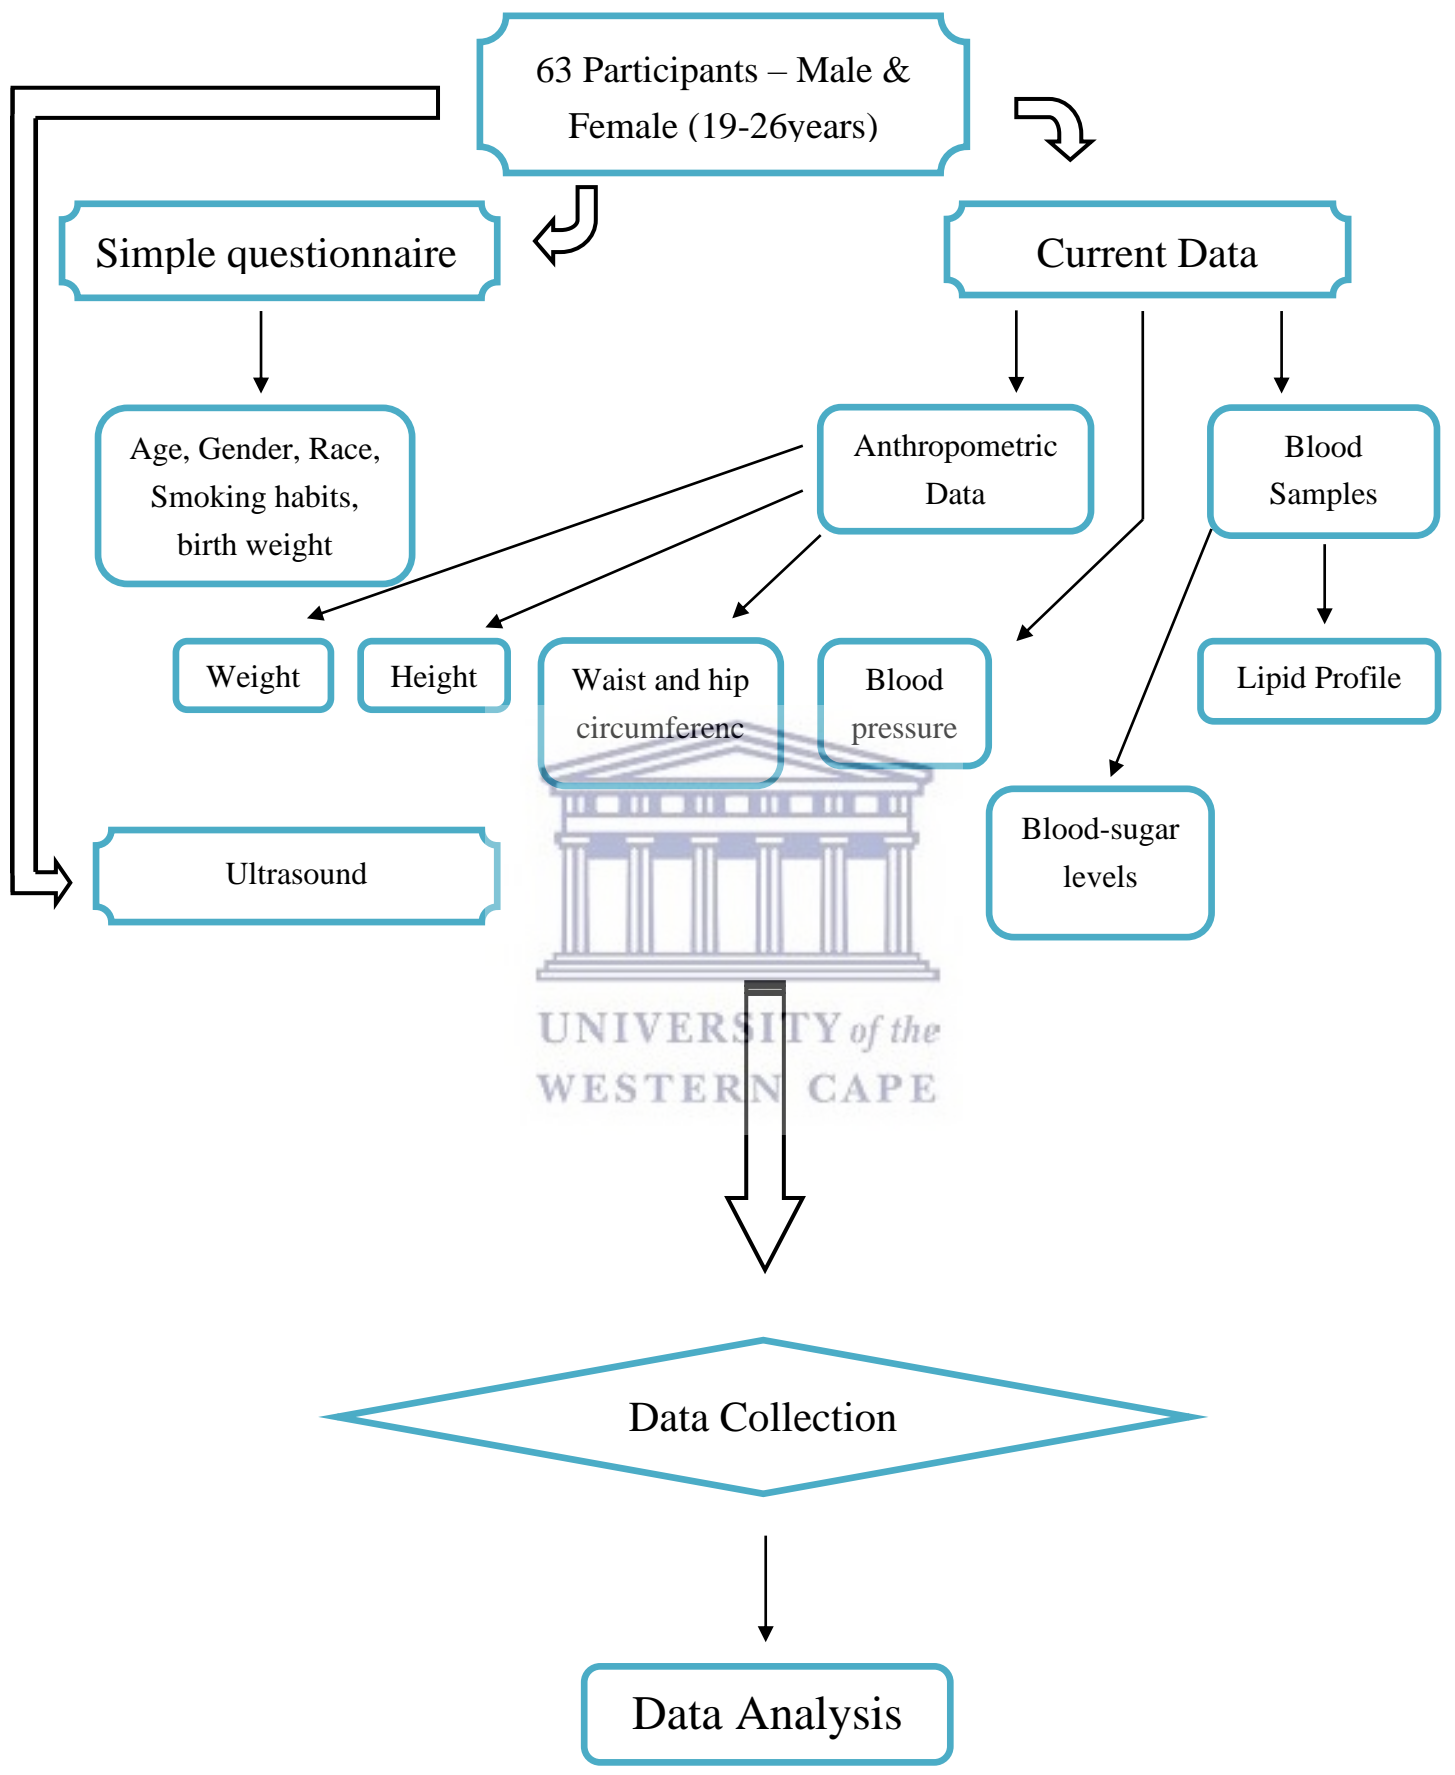 63 Participants – Male &
Female (19-26years)
Simple questionnaire
Current Data
Age, Gender, Race,
Smoking habits,
birth weight
Anthropometric
Data
Blood
Samples
Weight
Height
Waist and hip
circumferenc
Blood
pressure
Lipid Profile
Blood-sugar
levels
Ultrasound
UNIVERSITY of the
WESTERN CAPE
Data Collection
Data Analysis